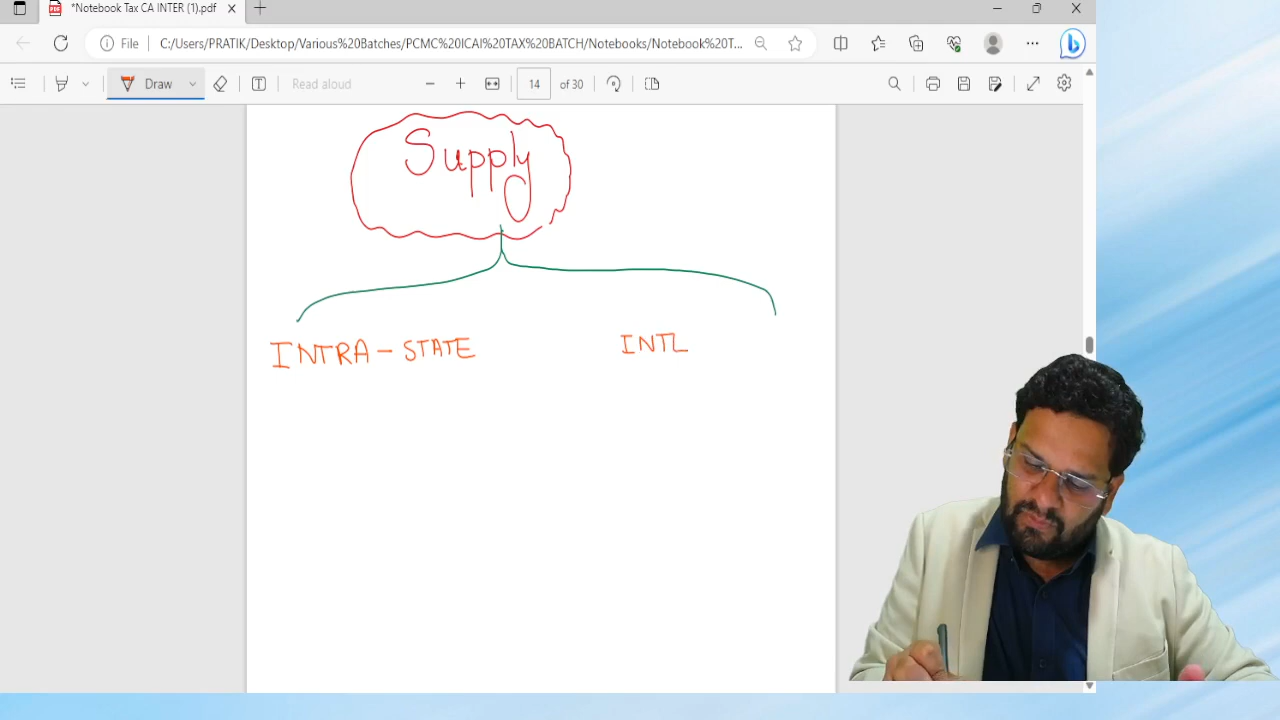 *Notebook Tax CA INTER (1).pdf
File C:/Users/PRATIK/Desktop/Various%20Batches/PCMC%20ICAI%20TAX%20BATCH/Notebooks/Notebook%20T...
Draw Read aloud 14 of 30
Supply
INTRA - STATE INTL